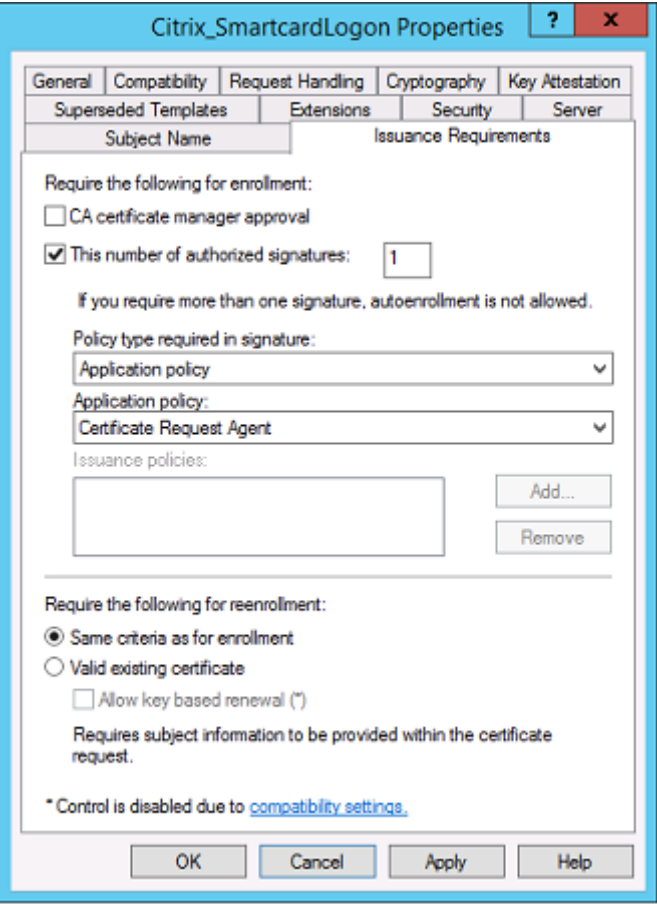 Citrix_SmartcardLogon Properties
? x
General Compatibility Request Handling Cryptography Key Attestation
Superseded Templates Extensions Security Server
Subject Name Issuance Requirements
Require the following for enrollment:
CA certificate manager approval
This number of authorized signatures: 1
If you require more than one signature, autoenrollment is not allowed.
Policy type required in signature:
Application policy
Application policy:
Certificate Request Agent
Issuance policies:
Add...
Remove
Require the following for reenrollment:
Same criteria as for enrollment
Valid existing certificate
Allow key based renewal (*)
Requires subject information to be provided within the certificate
request.
* Control is disabled due to compatibility settings.
OK Cancel Apply Help